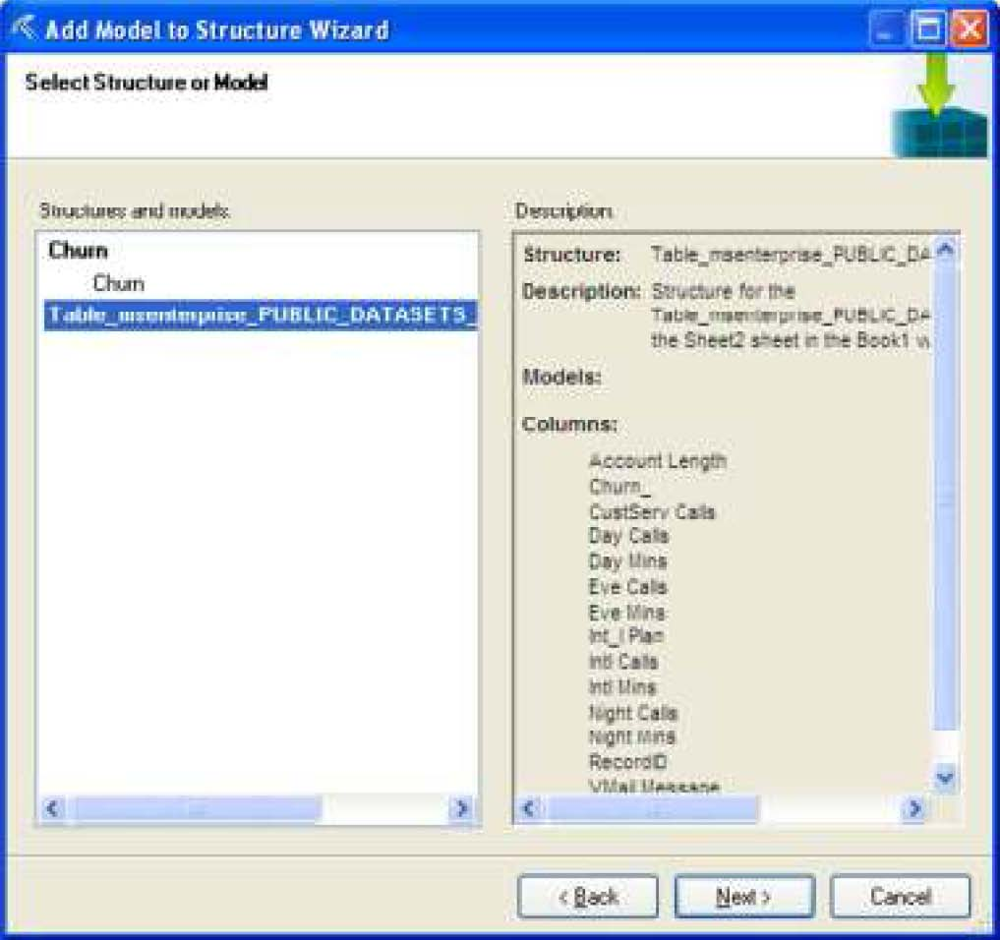 Add Model to Structure Wizard
Select Structure or Model
Structures and models
Churn
Churn
Table_msenterprise_PUBLIC_DATASETS_
Description
Structure: Table_msenterprise_PUBLIC_DA
Description: Structure for the
Table_msenterprise_PUBLIC_DA
the Sheet2 sheet in the Book1 w
Models:
Columns:
Account Length
Churn_
CustServ Calls
Day Calls
Day Mins
Eve Calls
Eve Mins
Int_l Plan
Intl Calls
Intl Mins
Night Calls
Night Mins
RecordID
VMail Message
< Back
Next >
Cancel